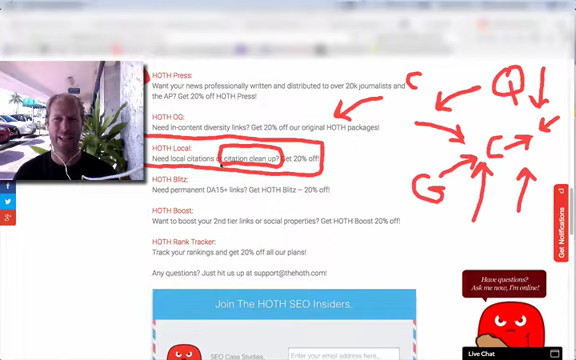 HOTH Press:
Want your news professionally written and distributed to over 20k journalists and
the AP? Get 20% off HOTH Press!
HOTH OG:
Need in-content diversity links? Get 20% off our original HOTH packages!
HOTH Local:
Need local citations or citation clean up? Get 20% off!
HOTH Blitz:
Need permanent DA15+ links? Get HOTH Blitz – 20% off!
HOTH Boost:
Want to boost your 2nd tier links or social properties? Get HOTH Boost 20% off!
HOTH Rank Tracker:
Track your rankings and get 20% off all our plans!
Any questions? Just hit us up at support@thehoth.com!
Join The HOTH SEO Insiders.
SEO Case Studies,
Enter your email address here...
C
Q
C
G
Get Notifications
Have questions?
Ask me now, I'm online!
Live Chat